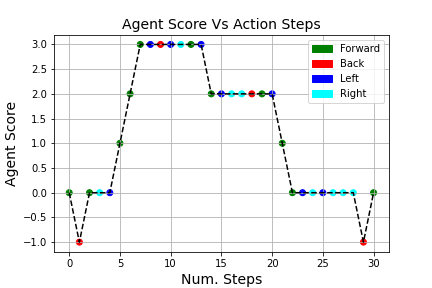 Agent Score Vs Action Steps
Agent Score
3.0
2.5
2.0
1.5
1.0
0.5
0.0
−0.5
−1.0
Forward
Back
Left
Right
0 5 10 15 20 25 30
Num. Steps